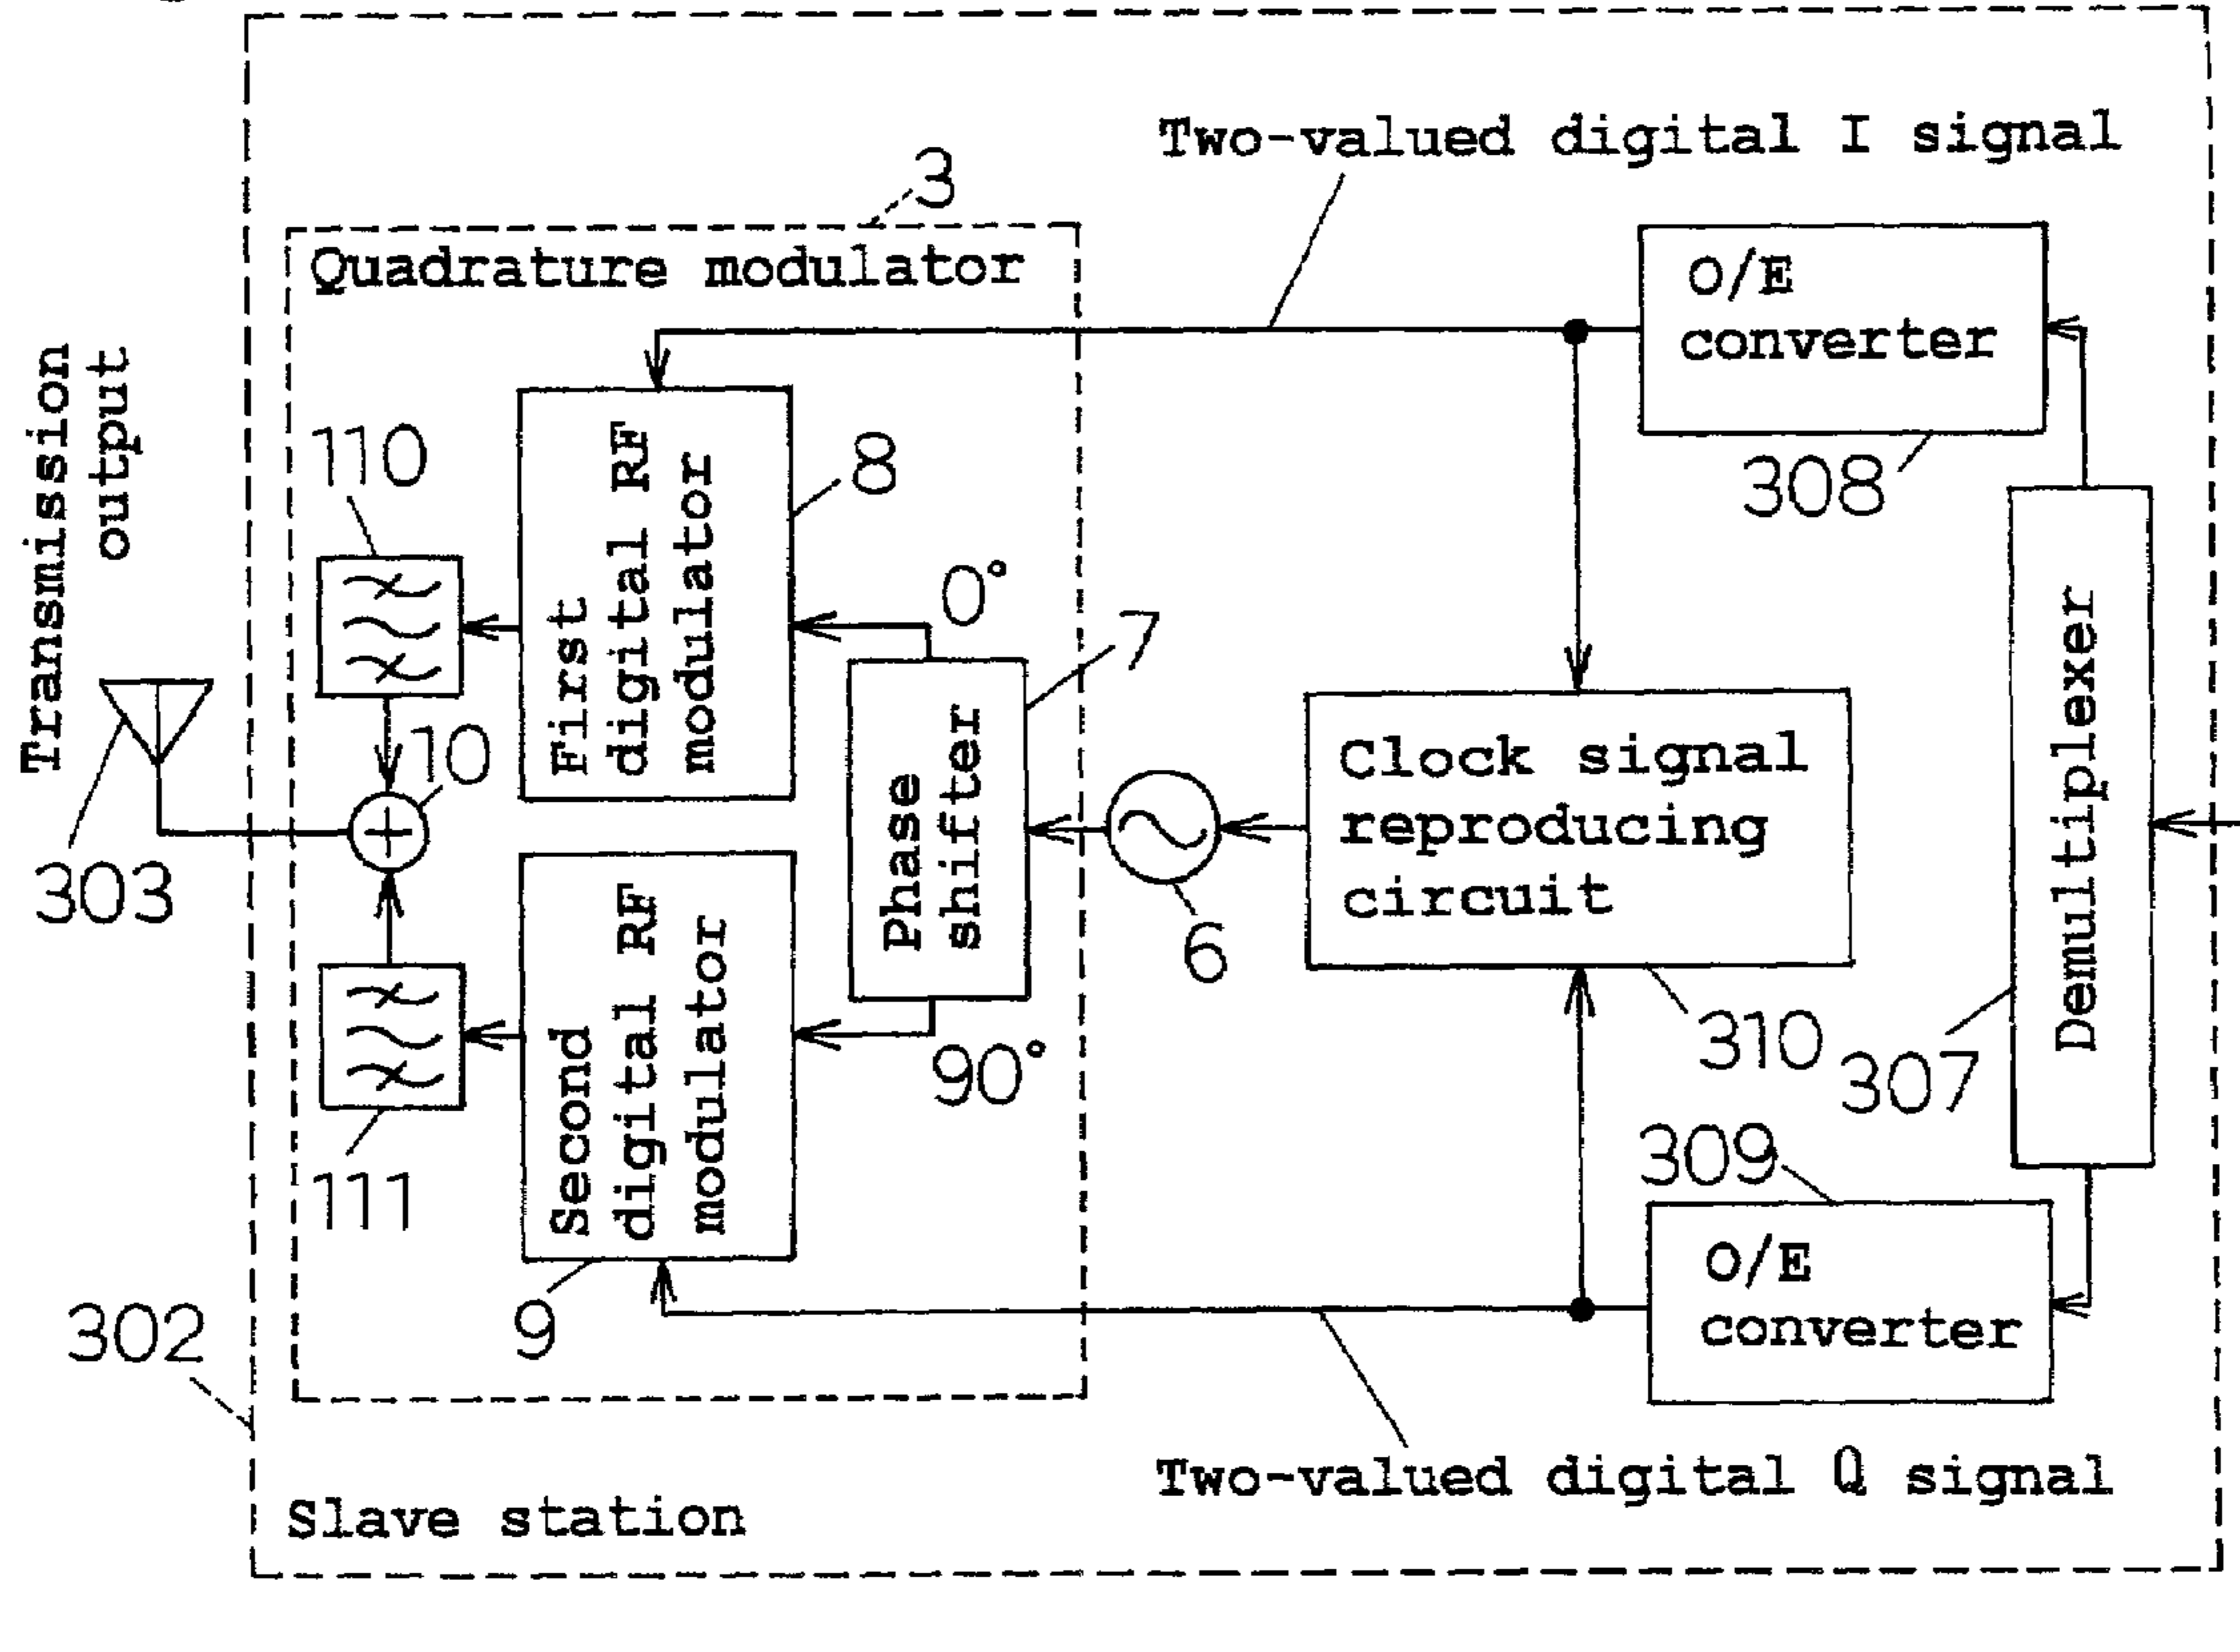 Two-valued digital I signal
3
Quadrature modulator
O/E
converter
308
Transmission
output
110
First
digital RF
modulator
8
0°
7
Phase
shifter
10
303
6
Clock signal
reproducing
circuit
310
Demultiplexer
307
111
Second
digital RF
modulator
9
90°
309
O/E
converter
302
Two-valued digital Q signal
Slave station